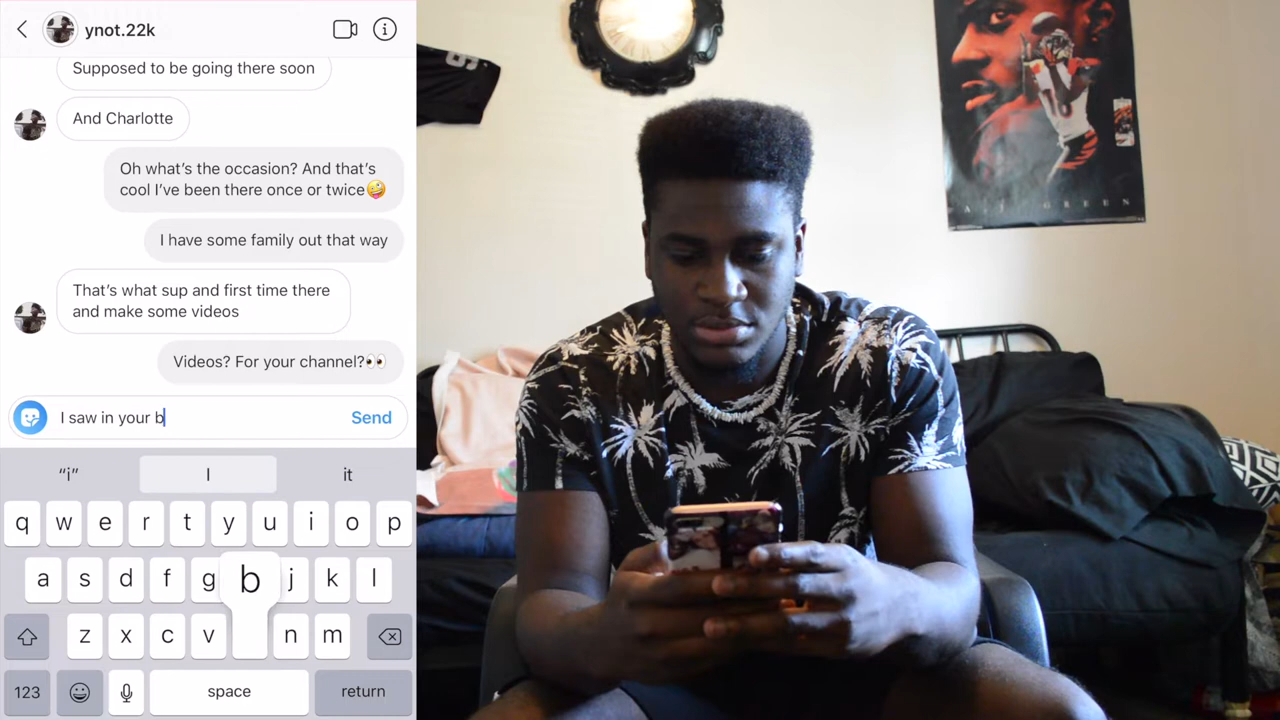 ynot.22k
Supposed to be going there soon
And Charlotte
Oh what's the occasion? And that's
cool I've been there once or twice🤪
I have some family out that way
That's what sup and first time there
and make some videos
Videos? For your channel?👀
I saw in your b
Send
“i”
I
it
q w e r t y u i o p
a s d f g b j k l
z x c v n m
123
space
return
GREEN